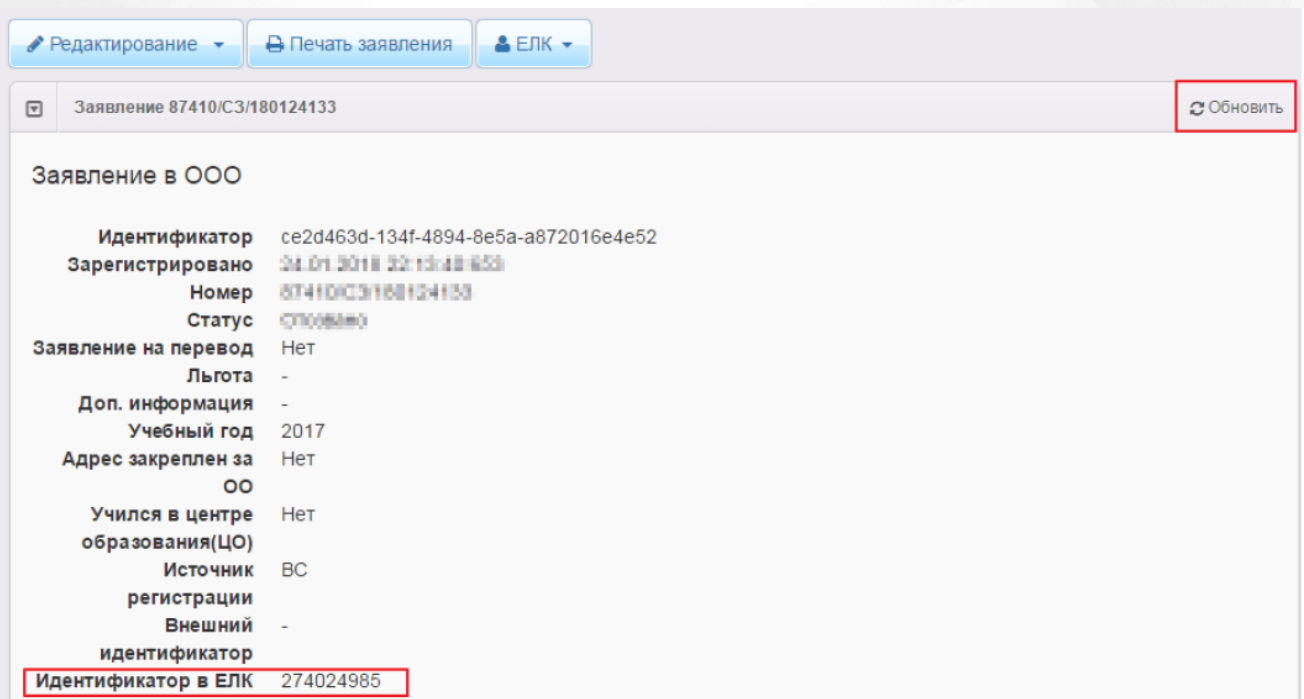 Редактирование
Печать заявления
ЕЛК
Заявление 87410/СЗ/180124133
Обновить
Заявление в ООО
Идентификатор ce2d463d-134f-4894-8e5a-a872016e4e52
Зарегистрировано
Номер
Статус
Заявление на перевод Нет
Льгота -
Доп. информация -
Учебный год 2017
Адрес закреплен за Нет
ОО
Учился в центре Нет
образования(ЦО)
Источник ВС
регистрации
Внешний -
идентификатор
Идентификатор в ЕЛК 274024985